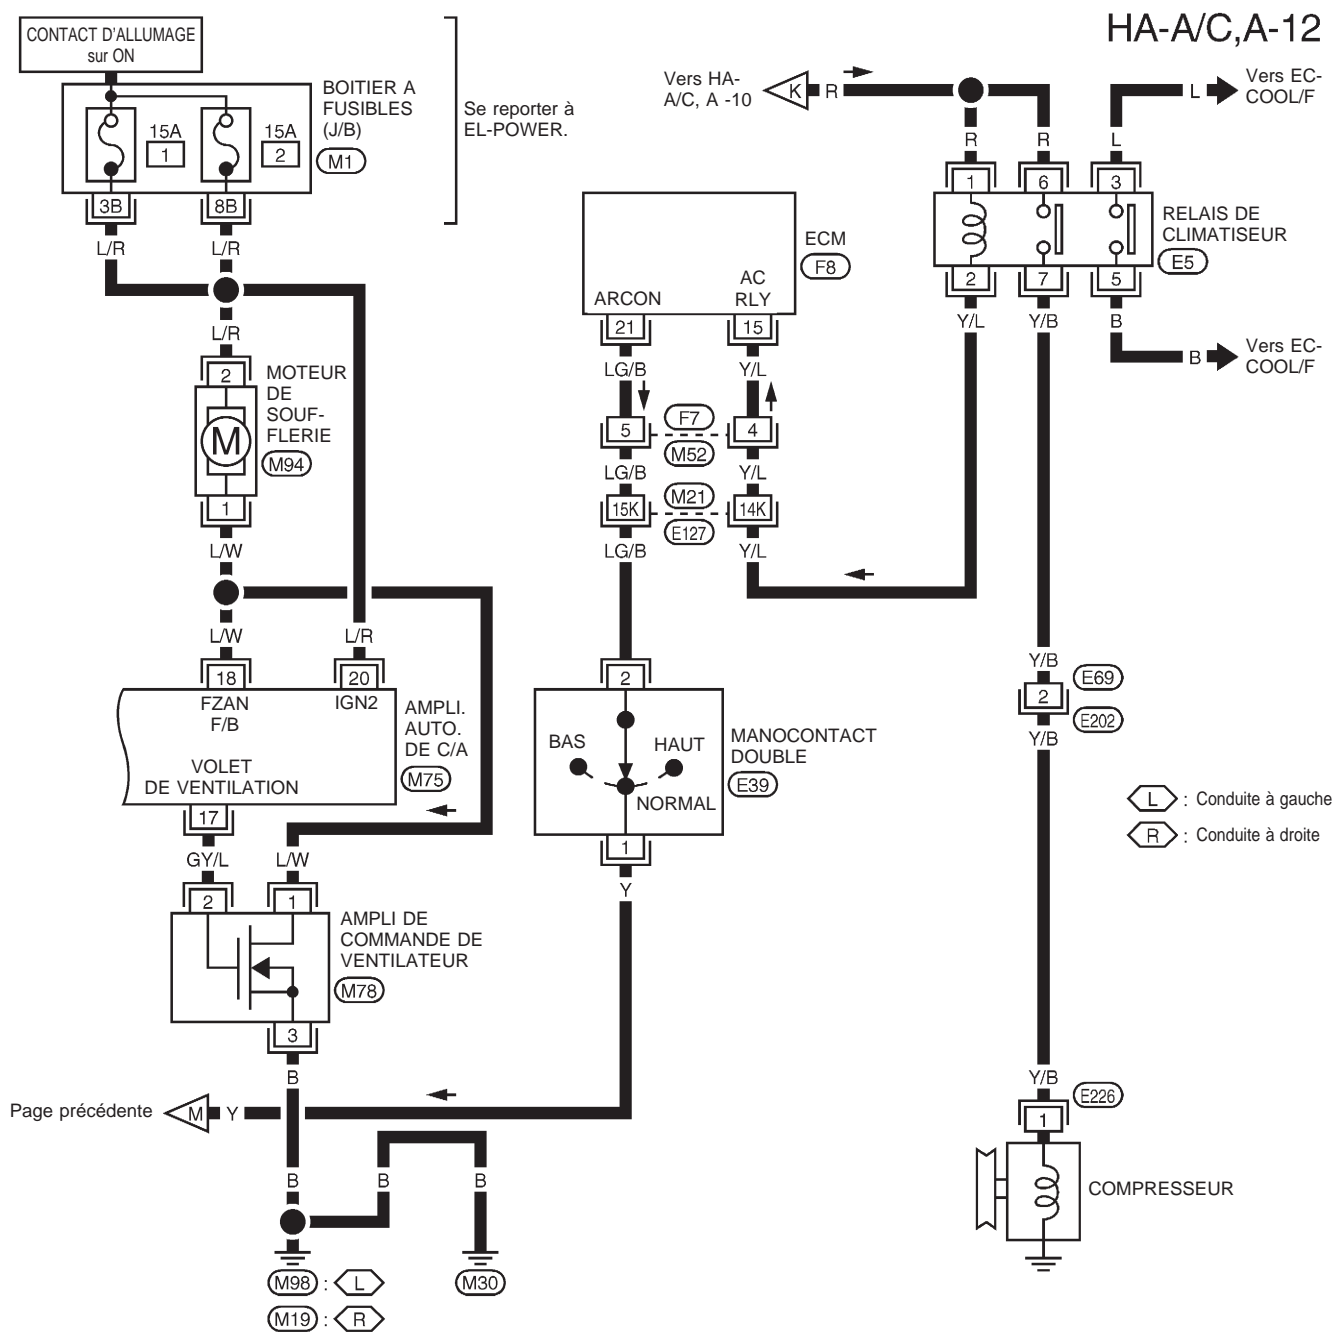 HA-A/C,A-12
CONTACT D'ALLUMAGE
sur ON
BOITIER A
FUSIBLES
(J/B)
M1
15A
1
15A
2
3B
8B
Se reporter à
EL-POWER.
L/R
L/R
L/R
2
MOTEUR
DE
SOUF-
FLERIE
M94
M
1
L/W
L/W
L/R
18
20
FZAN
F/B
IGN2
VOLET
DE VENTILATION
AMPLI.
AUTO.
DE C/A
M75
17
GY/L
L/W
2
1
AMPLI DE
COMMANDE DE
VENTILATEUR
M78
3
B
Page précédente
M
Y
B
B
B
M98 : L
M19 : R
M30
ECM
F8
ARCON
AC
RLY
21
15
LG/B
Y/L
5
F7
4
M52
LG/B
Y/L
15K
M21
14K
E127
LG/B
Y/L
2
BAS
HAUT
NORMAL
MANOCONTACT
DOUBLE
E39
1
Y
Vers HA-
A/C, A -10
K
R
R
R
L
L
Vers EC-
COOL/F
1
6
3
RELAIS DE
CLIMATISEUR
E5
2
7
5
Y/L
Y/B
B
B
Vers EC-
COOL/F
Y/B
2
E69
E202
Y/B
L : Conduite à gauche
R : Conduite à droite
Y/B
E226
1
COMPRESSEUR